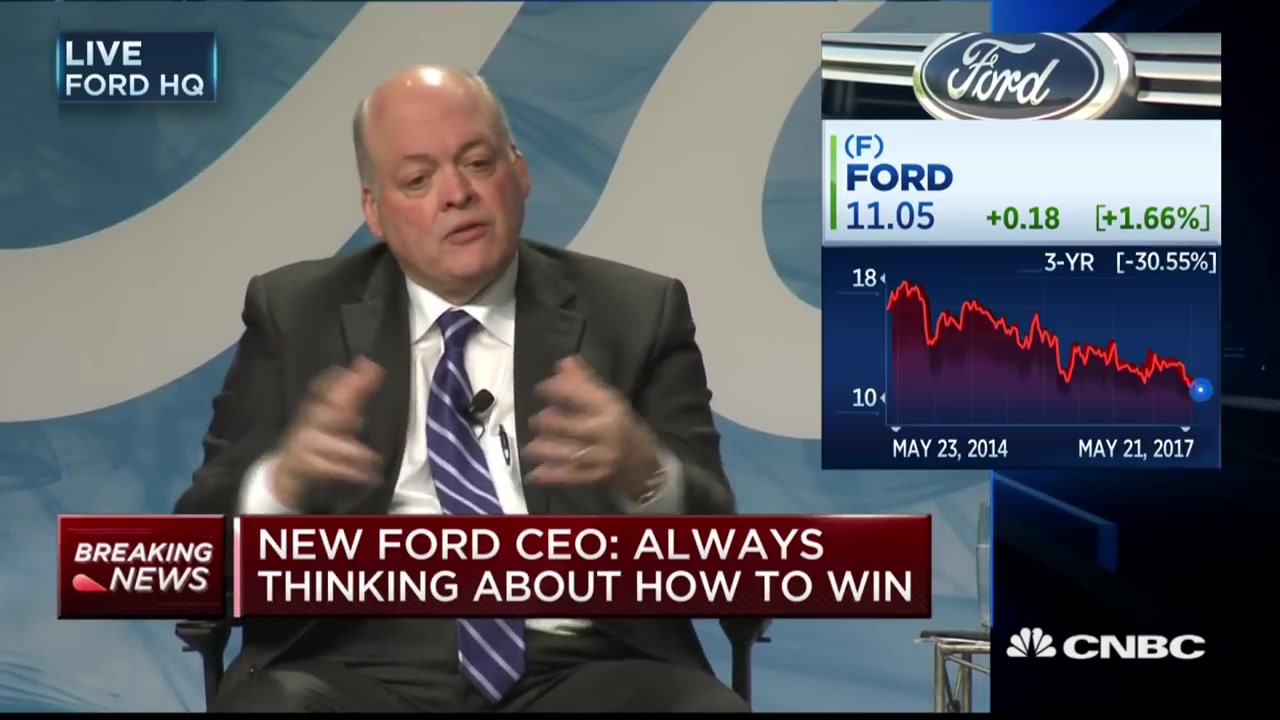 LIVE
FORD HQ
Ford
(F)
FORD
11.05 +0.18 [+1.66%]
3-YR [-30.55%]
18
10
MAY 23, 2014 MAY 21, 2017
BREAKING
NEWS
NEW FORD CEO: ALWAYS
THINKING ABOUT HOW TO WIN
CNBC